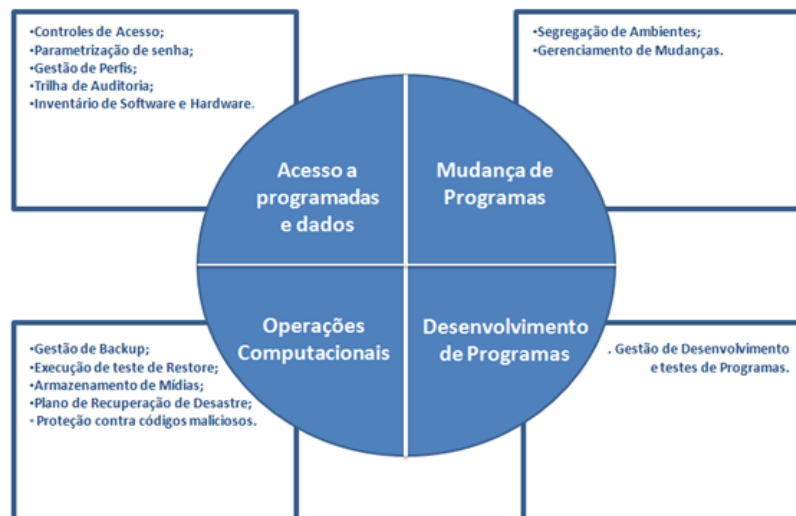 •Controles de Acesso;
•Parametrização de senha;
•Gestão de Perfis;
•Trilha de Auditoria;
•Inventário de Software e Hardware.
•Segregação de Ambientes;
•Gerenciamento de Mudanças.
Acesso a
programadas
e dados
Mudança de
Programas
Operações
Computacionais
Desenvolvimento
de Programas
•Gestão de Backup;
•Execução de teste de Restore;
•Armazenamento de Mídias;
•Plano de Recuperação de Desastre;
•Proteção contra códigos maliciosos.
. Gestão de Desenvolvimento
e testes de Programas.